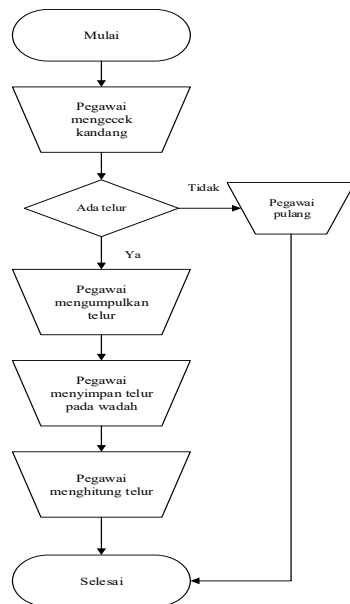 Mulai
Pegawai
mengecek
kandang
Ada telur
Tidak
Pegawai
pulang
Ya
Pegawai
mengumpulkan
telur
Pegawai
menyimpan telur
pada wadah
Pegawai
menghitung telur
Selesai